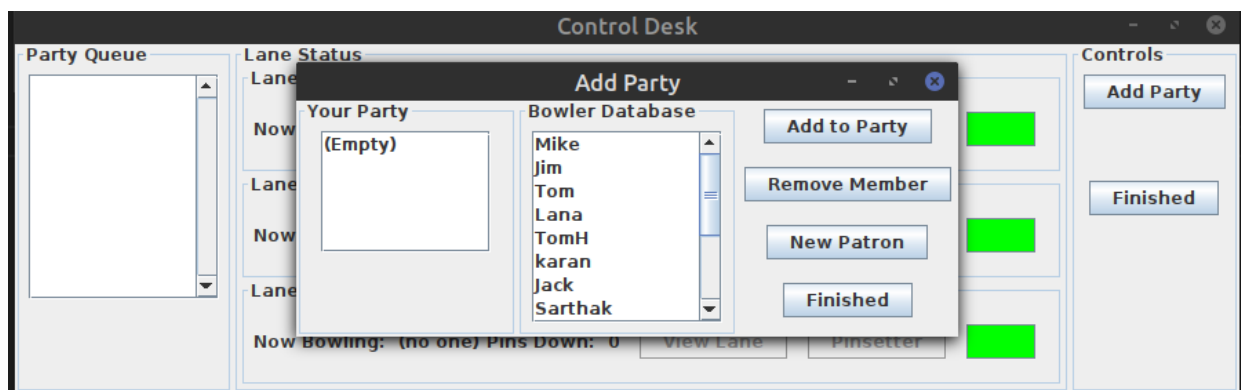 Control Desk
Party Queue
Lane Status
Controls
Lane
Now
Lane
Now
Lane
Now Bowling: (no one) Pins Down: 0 View Lane Pinsetter
Add Party
Your Party
(Empty)
Bowler Database
Mike
Jim
Tom
Lana
TomH
karan
Jack
Sarthak
Add to Party
Remove Member
New Patron
Finished
Add Party
Finished